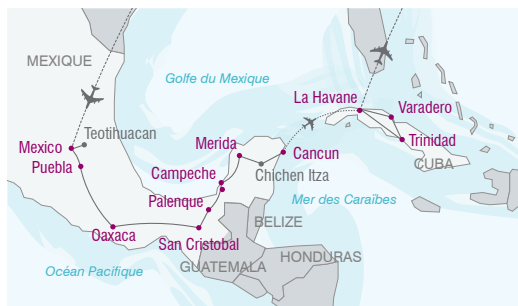 MEXIQUE
Golfe du Mexique
La Havane
Varadero
Teotihuacan
Mexico
Merida
Trinidad
Puebla
Cancun
CUBA
Campeche
Chichen Itza
Palenque
Mer des Caraïbes
BELIZE
Oaxaca
San Cristobal
HONDURAS
GUATEMALA
Océan Pacifique